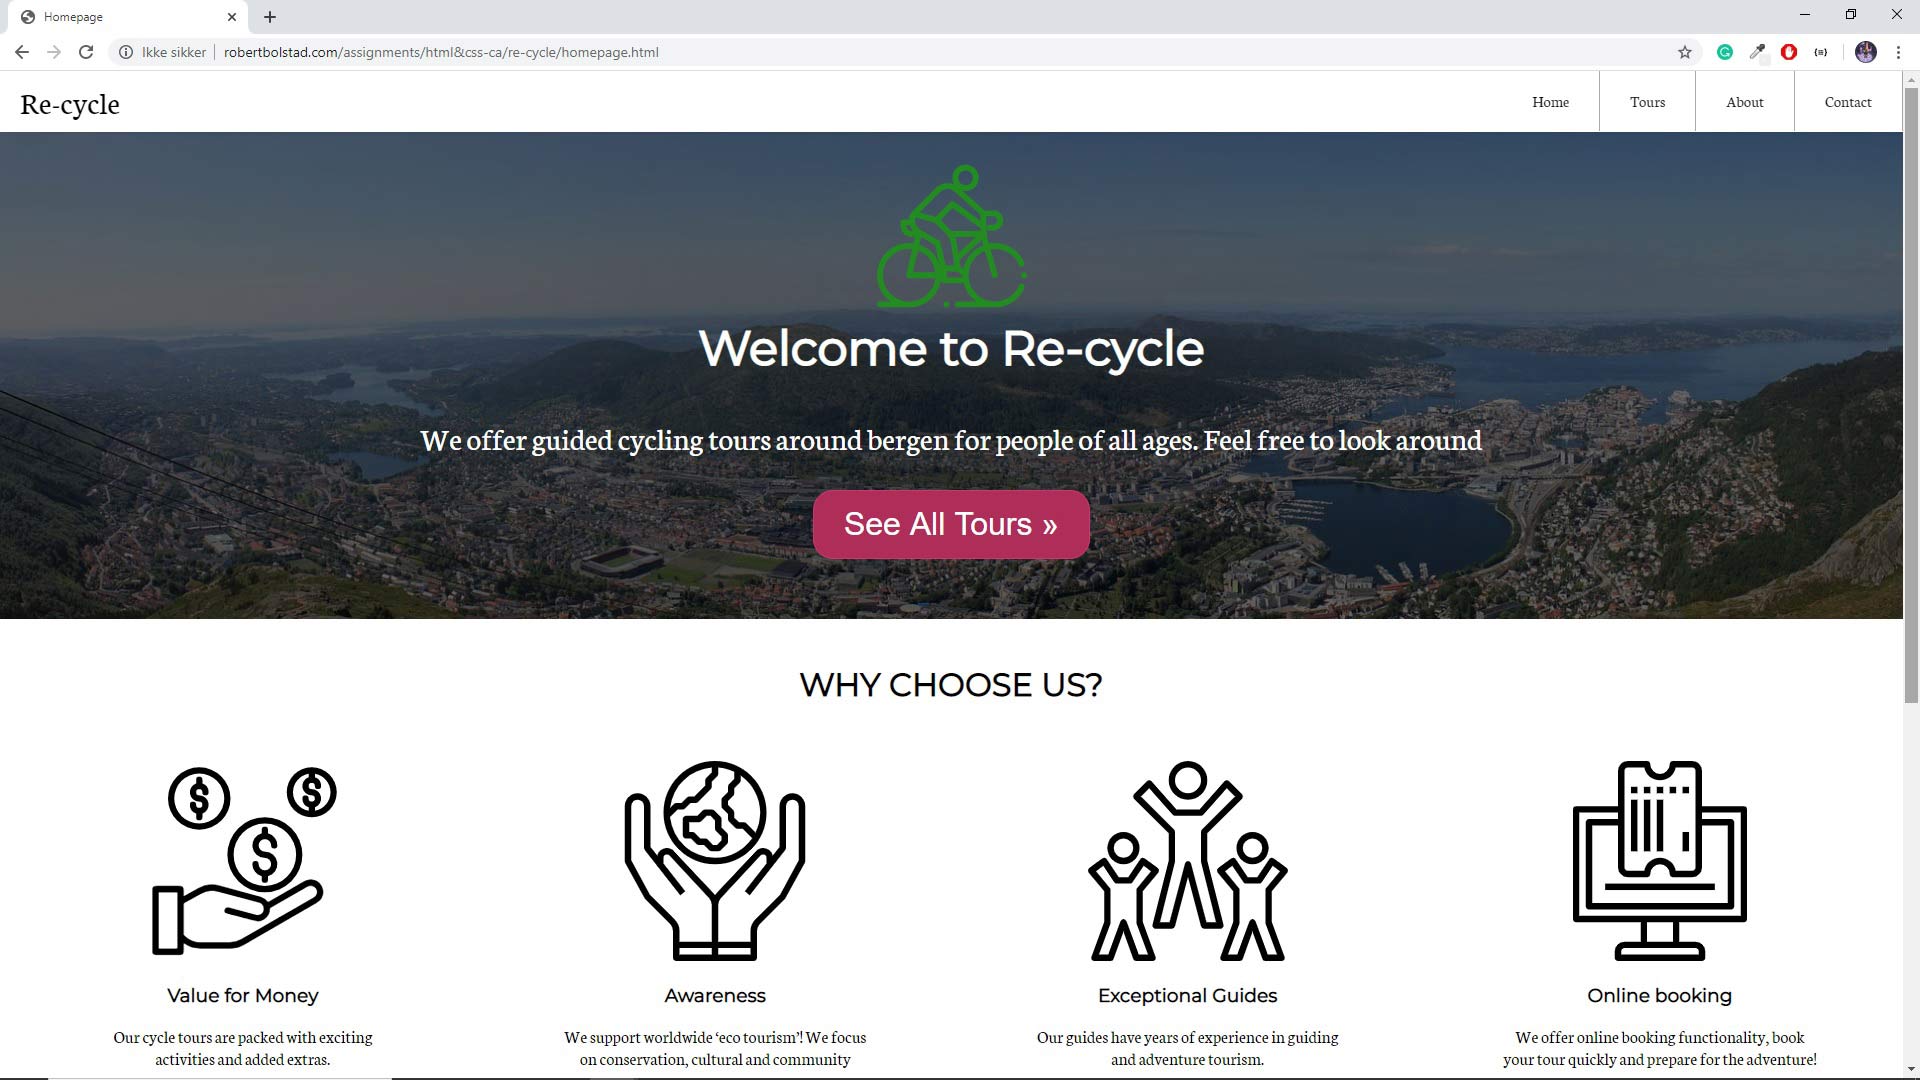 Homepage
Ikke sikker
robertbolstad.com/assignments/html&css-ca/re-cycle/homepage.html
Re-cycle
Home
Tours
About
Contact
Welcome to Re-cycle
We offer guided cycling tours around bergen for people of all ages. Feel free to look around
See All Tours »
WHY CHOOSE US?
$
$
$
Value for Money
Our cycle tours are packed with exciting
activities and added extras.
Awareness
We support worldwide ‘eco tourism’! We focus
on conservation, cultural and community
Exceptional Guides
Our guides have years of experience in guiding
and adventure tourism.
Online booking
We offer online booking functionality, book
your tour quickly and prepare for the adventure!